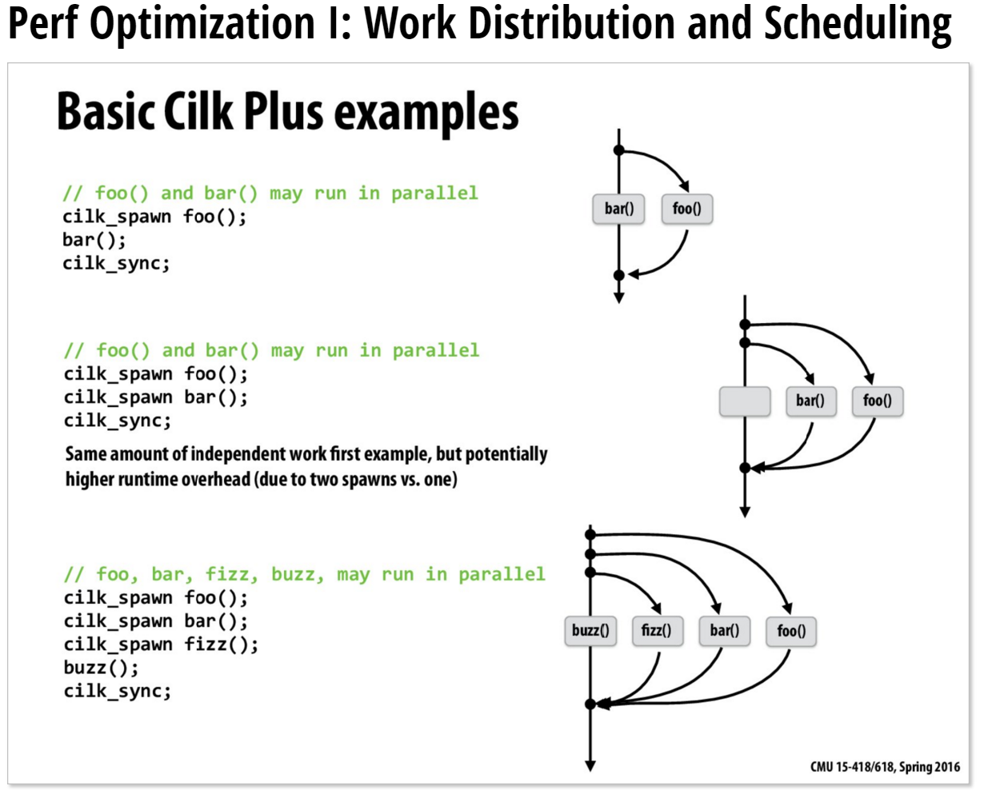 Perf Optimization I: Work Distribution and Scheduling
Basic Cilk Plus examples
// foo() and bar() may run in parallel
cilk_spawn foo();
bar();
cilk_sync;
bar()
foo()
// foo() and bar() may run in parallel
cilk_spawn foo();
cilk_spawn bar();
cilk_sync;
Same amount of independent work first example, but potentially
higher runtime overhead (due to two spawns vs. one)
bar()
foo()
// foo, bar, fizz, buzz, may run in parallel
cilk_spawn foo();
cilk_spawn bar();
cilk_spawn fizz();
buzz();
cilk_sync;
buzz()
fizz()
bar()
foo()
CMU 15-418/618, Spring 2016